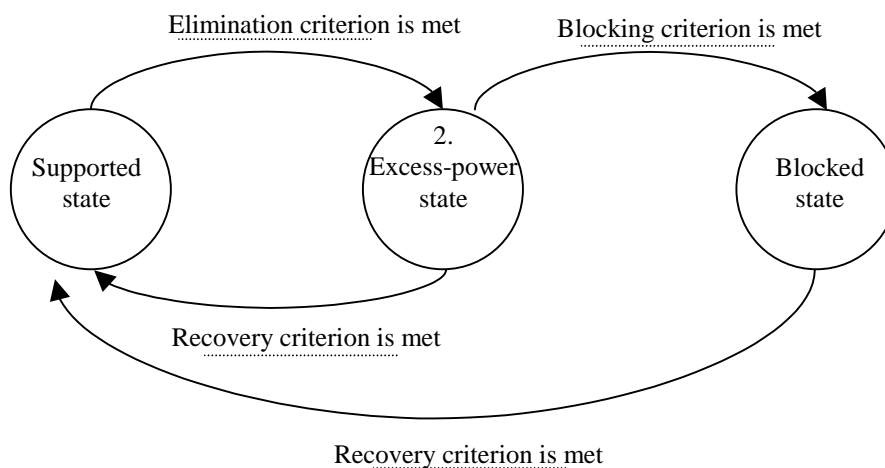 Elimination criterion is met
Blocking criterion is met
Supported
state
2.
Excess-power
state
Blocked
state
Recovery criterion is met
Recovery criterion is met